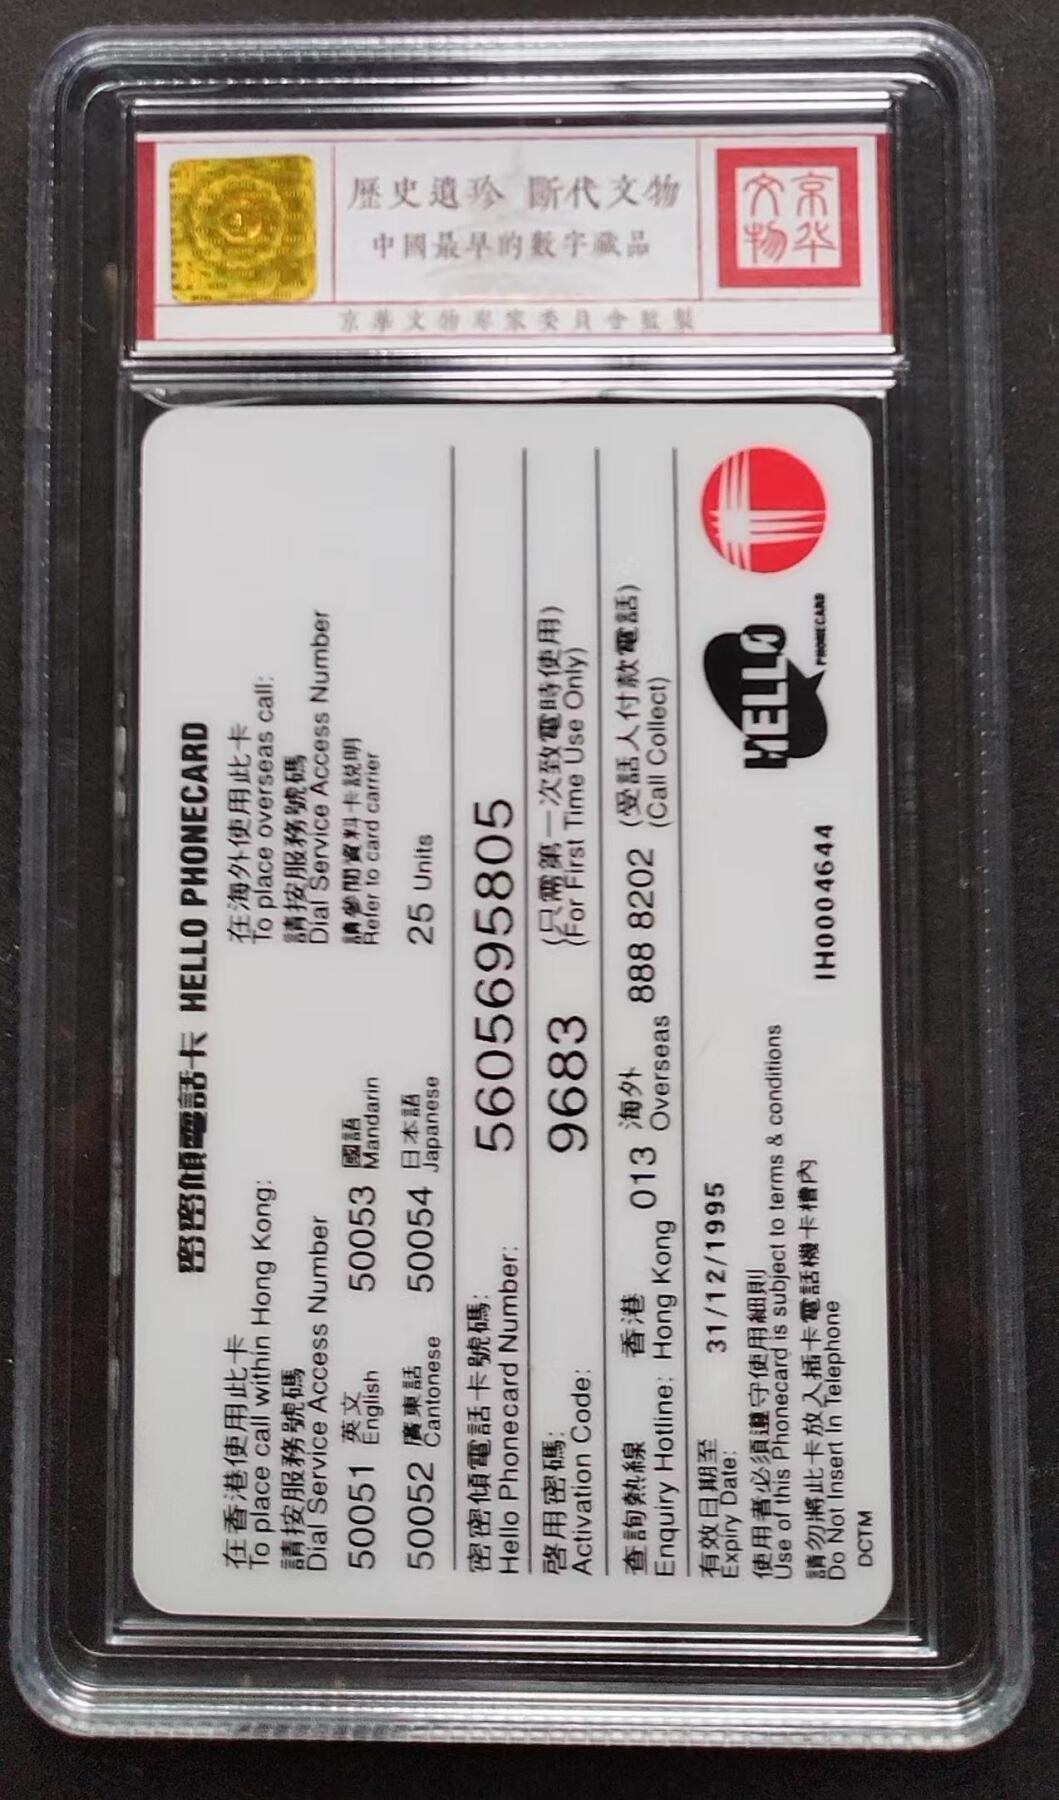 歷史遺珍 斷代文物
中國最早的數字藏品
京華文物專家委員會監製
京华
文物
密密傾電話卡 HELLO PHONECARD
在香港使用此卡
To place call within Hong Kong:
請按服務號碼
Dial Service Access Number
50051 英文 English 50053 國語 Mandarin
50052 廣東話 Cantonese 50054 日本語 Japanese
在海外使用此卡
To place overseas call:
請按服務號碼
Dial Service Access Number
請參閱資料卡説明
Refer to card carrier
25 Units
密密傾電話卡號碼:
Hello Phonecard Number: 5605695805
啓用密碼: (只需第一次致電時使用)
Activation Code: 9683 (For First Time Use Only)
查詢熱線 香港 013 海外 888 8202 (受話人付款電話)
Enquiry Hotline: Hong Kong Overseas (Call Collect)
有效日期至
Expiry Date: 31/12/1995
使用者必須遵守使用細則
Use of this Phonecard is subject to terms & conditions
請勿將此卡放入插卡電話機卡槽內
Do Not Insert In Telephone
DCTM
IH004644
HELLO
PHONECARD